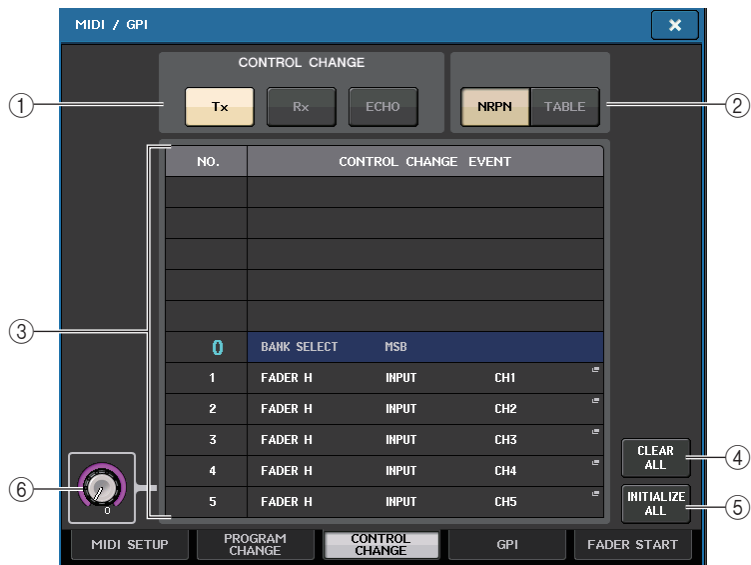 MIDI / GPI
×
CONTROL CHANGE
Tx Rx ECHO NRPN TABLE
① ②
NO. CONTROL CHANGE EVENT
③
0 BANK SELECT MSB
1 FADER H INPUT CH1
2 FADER H INPUT CH2
3 FADER H INPUT CH3
4 FADER H INPUT CH4
5 FADER H INPUT CH5
CLEAR
ALL
④
INITIALIZE
ALL
⑤
⑥
0
MIDI SETUP
PROGRAM
CHANGE
CONTROL
CHANGE
GPI
FADER START